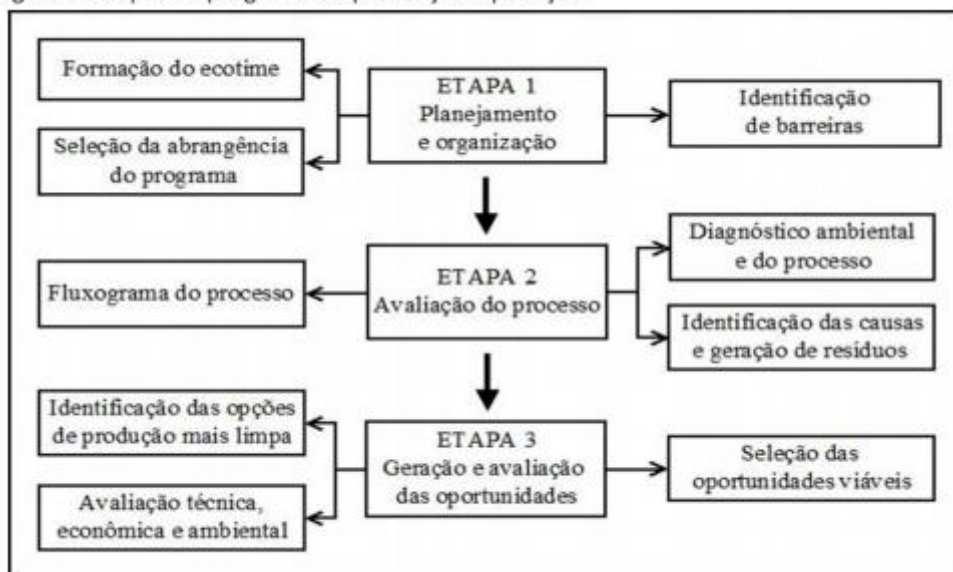 Formação do ecotime
Seleção da abrangência
do programa
ETAPA 1
Planejamento
e organização
Identificação
de barreiras
Fluxograma do processo
ETAPA 2
Avaliação do processo
Diagnóstico ambiental
e do processo
Identificação das causas
e geração de resíduos
Identificação das opções
de produção mais limpa
Avaliação técnica,
econômica e ambiental
ETAPA 3
Geração e avaliação
das oportunidades
Seleção das
oportunidades viáveis